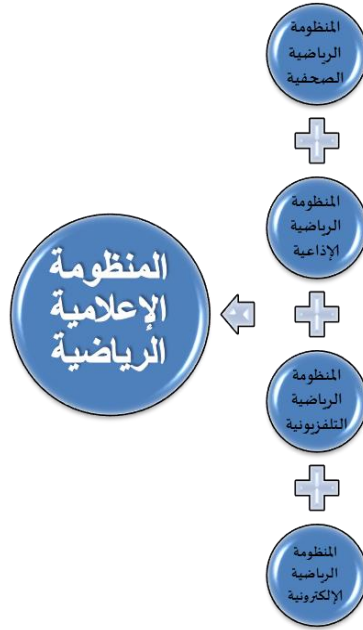 المنظومة
الرياضية
الصحفية
المنظومة
الرياضية
الإذاعية
المنظومة
الرياضية
التلفزيونية
المنظومة
الرياضية
الإلكترونية
المنظومة
الإعلامية
الرياضية